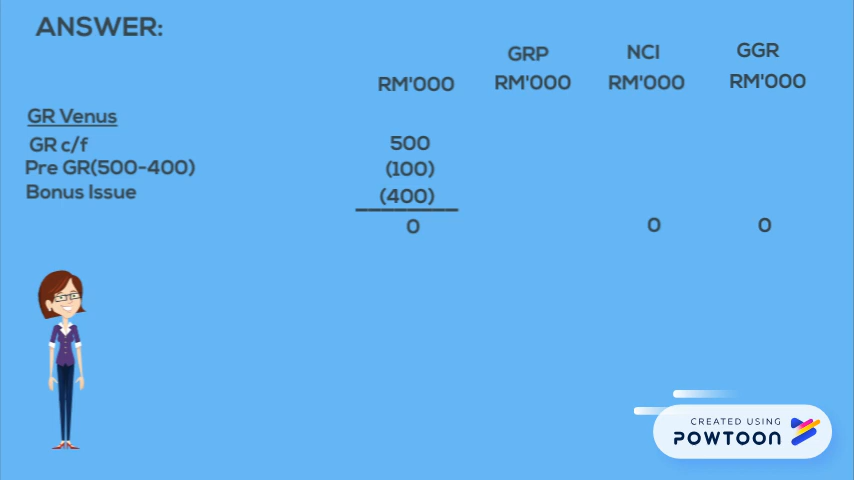 ANSWER:
GRP NCI GGR
RM'000 RM'000 RM'000 RM'000
GR Venus
GR c/f 500
Pre GR(500-400) (100)
Bonus Issue (400)
0 0 0
CREATED USING
POWTOON